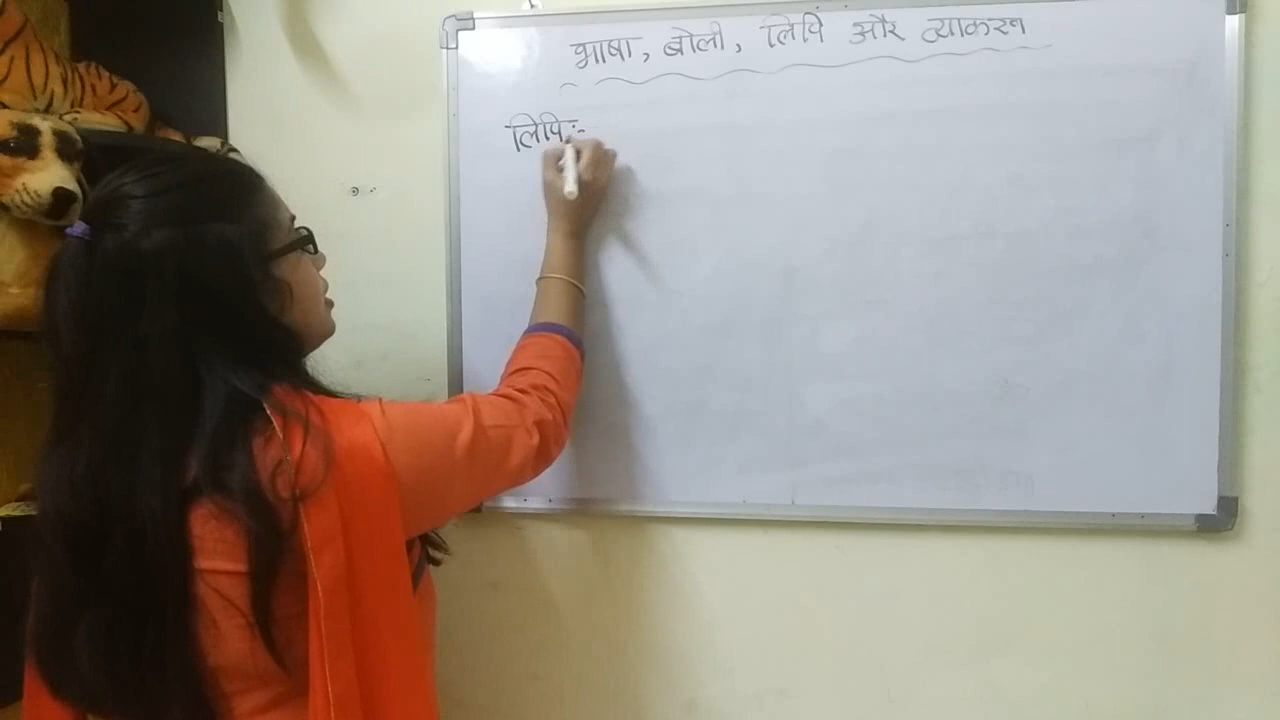 भाषा, बोली, लिपि और व्याकरण
लिपि :-